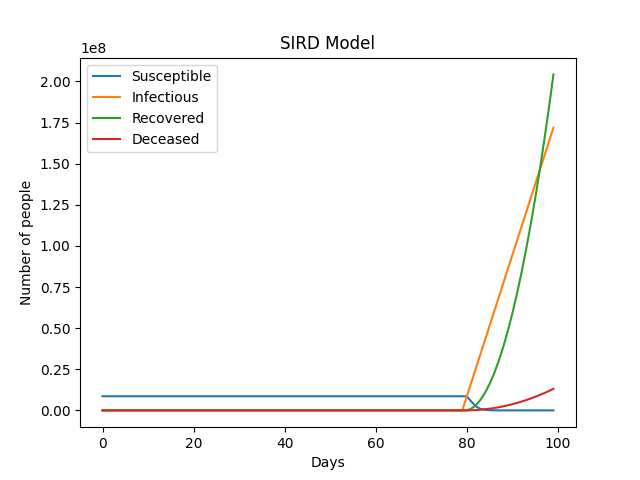 SIRD Model
1e8
Susceptible
Infectious
Recovered
Deceased
2.00
1.75
1.50
1.25
1.00
0.75
0.50
0.25
0.00
Number of people
0 20 40 60 80 100
Days